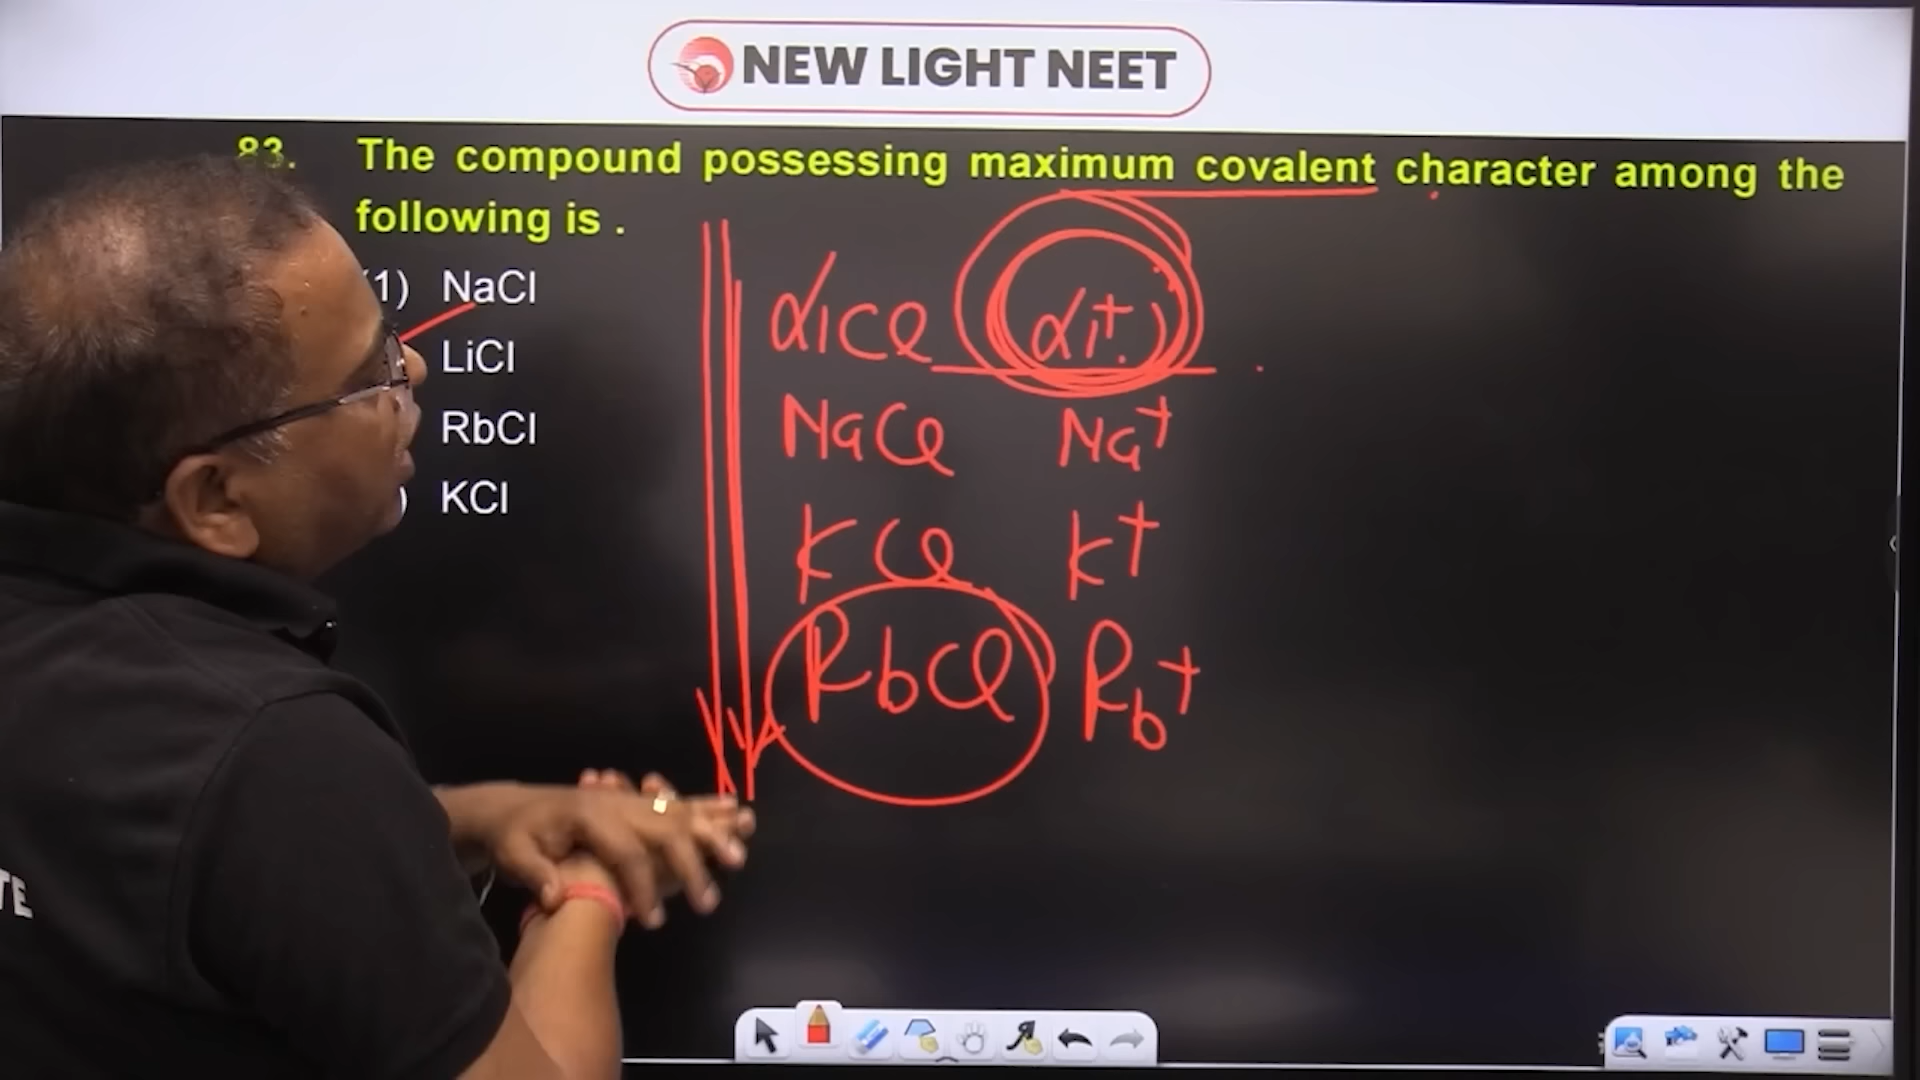 NEW LIGHT NEET
83. The compound possessing maximum covalent character among the
following is .
(1) NaCl
LiCl
RbCl
) KCl
LiCl Li+
NaCl Na+
KCl K+
RbCl Rb+
TE